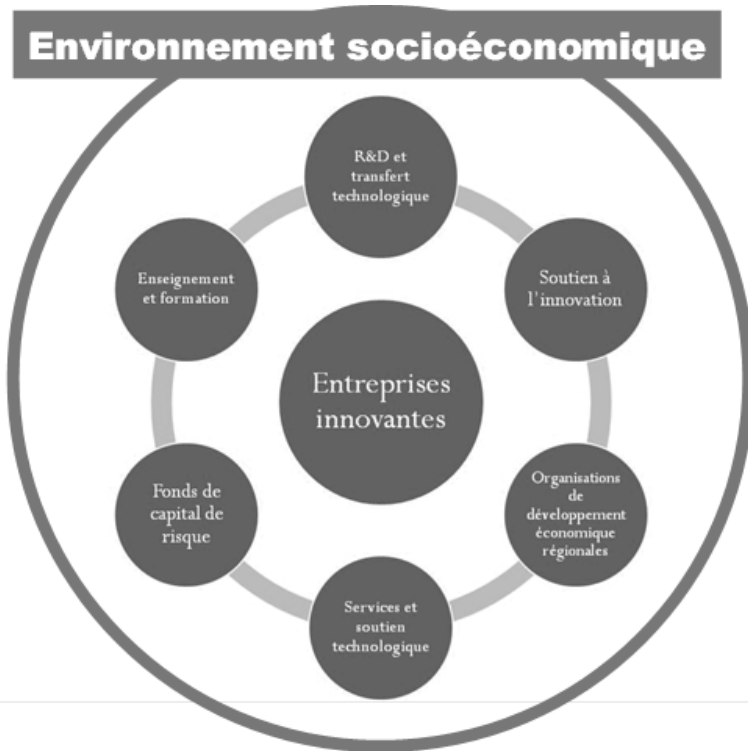 Environnement socioéconomique
R&D et
transfert
technologique
Enseignement
et formation
Soutien à
l'innovation
Entreprises
innovantes
Fonds de
capital de
risque
Organisations
de
développement
économique
régionales
Services et
soutien
technologique